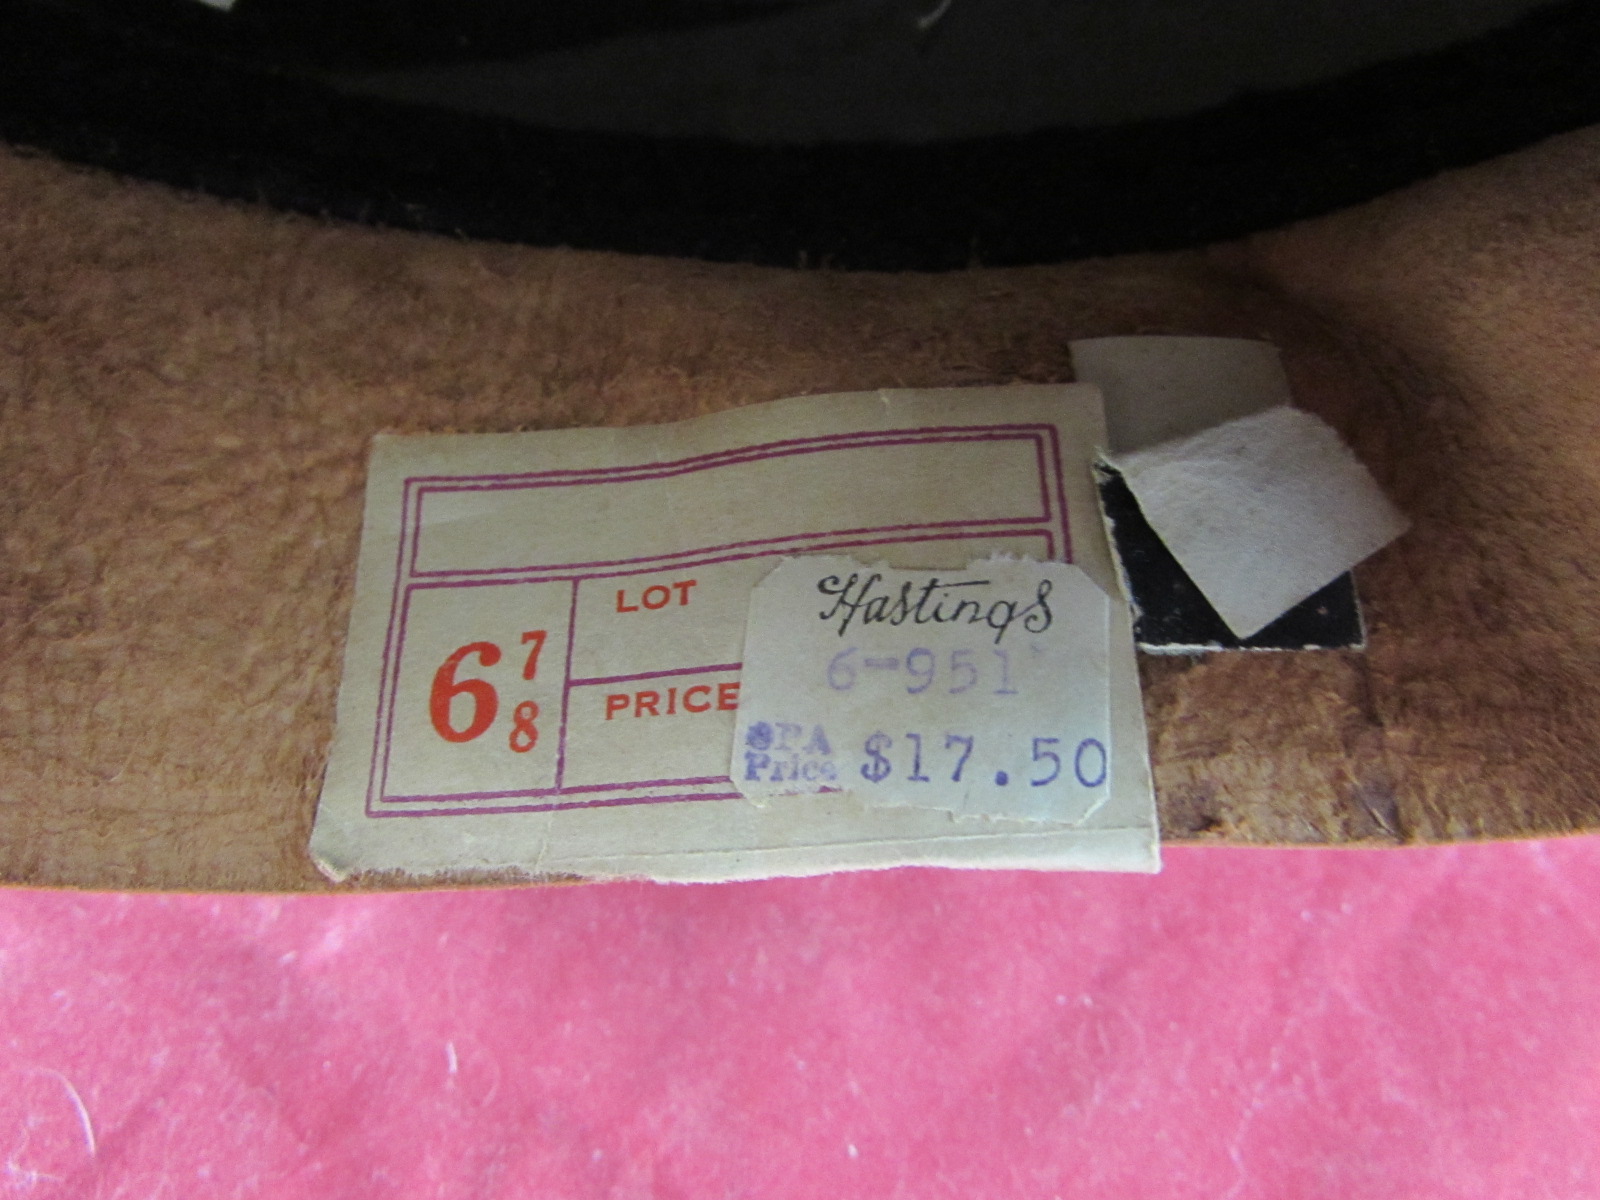 LOT
6 7/8
PRICE
Hastings
6-951
OPA
Price $17.50